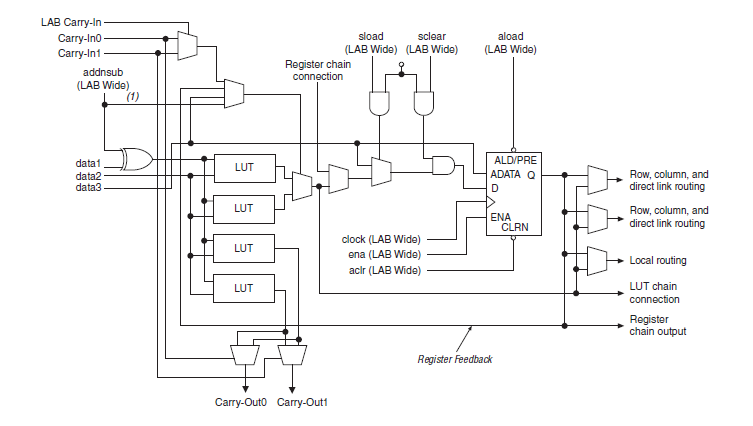 LAB Carry-In
Carry-In0
Carry-In1
addnsub
(LAB Wide)
(1)
data1
data2
data3
Register chain
connection
sload
(LAB Wide)
sclear
(LAB Wide)
aload
(LAB Wide)
LUT
LUT
LUT
LUT
ALD/PRE
ADATA Q
D
ENA
CLRN
clock (LAB Wide)
ena (LAB Wide)
aclr (LAB Wide)
Row, column, and
direct link routing
Row, column, and
direct link routing
Local routing
LUT chain
connection
Register
chain output
Register Feedback
Carry-Out0
Carry-Out1